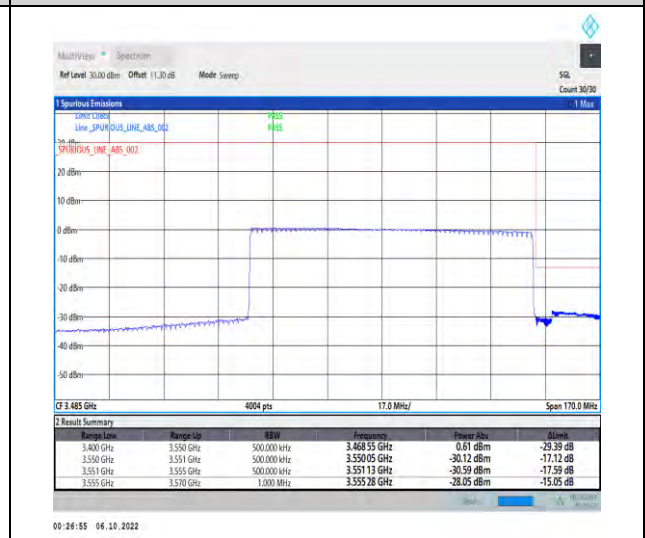 MultiView Spectrum
Ref Level 30.00 dBm Offset 11.30 dB Mode Sweep SGL
Count 30/30
1 Spurious Emissions 1 Max
Limit Check PASS
Line _SPURIOUS_LINE_ABS_002 PASS
_SPURIOUS_LINE_ABS_002
20 dBm
10 dBm
0 dBm
-10 dBm
-20 dBm
-30 dBm
-40 dBm
-50 dBm
CF 3.485 GHz 4004 pts 17.0 MHz/ Span 170.0 MHz
2 Result Summary
Range Low Range Up RBW Frequency Power Abs ΔLimit
3.400 GHz 3.550 GHz 500.000 kHz 3.468 55 GHz 0.61 dBm -29.39 dB
3.550 GHz 3.551 GHz 500.000 kHz 3.550 05 GHz -30.12 dBm -17.12 dB
3.551 GHz 3.555 GHz 500.000 kHz 3.551 13 GHz -30.59 dBm -17.59 dB
3.555 GHz 3.570 GHz 1.000 MHz 3.555 28 GHz -28.05 dBm -15.05 dB
00:26:55 06.10.2022